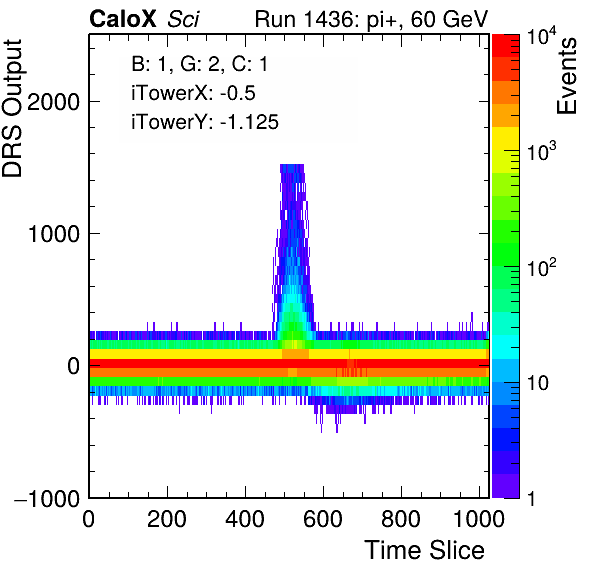 CaloX Sci Run 1436: pi+, 60 GeV
B: 1, G: 2, C: 1
iTowerX: -0.5
iTowerY: -1.125
DRS Output
2000
1000
0
−1000
0 200 400 600 800 1000
Time Slice
Events
10^4
10^3
10^2
10
1